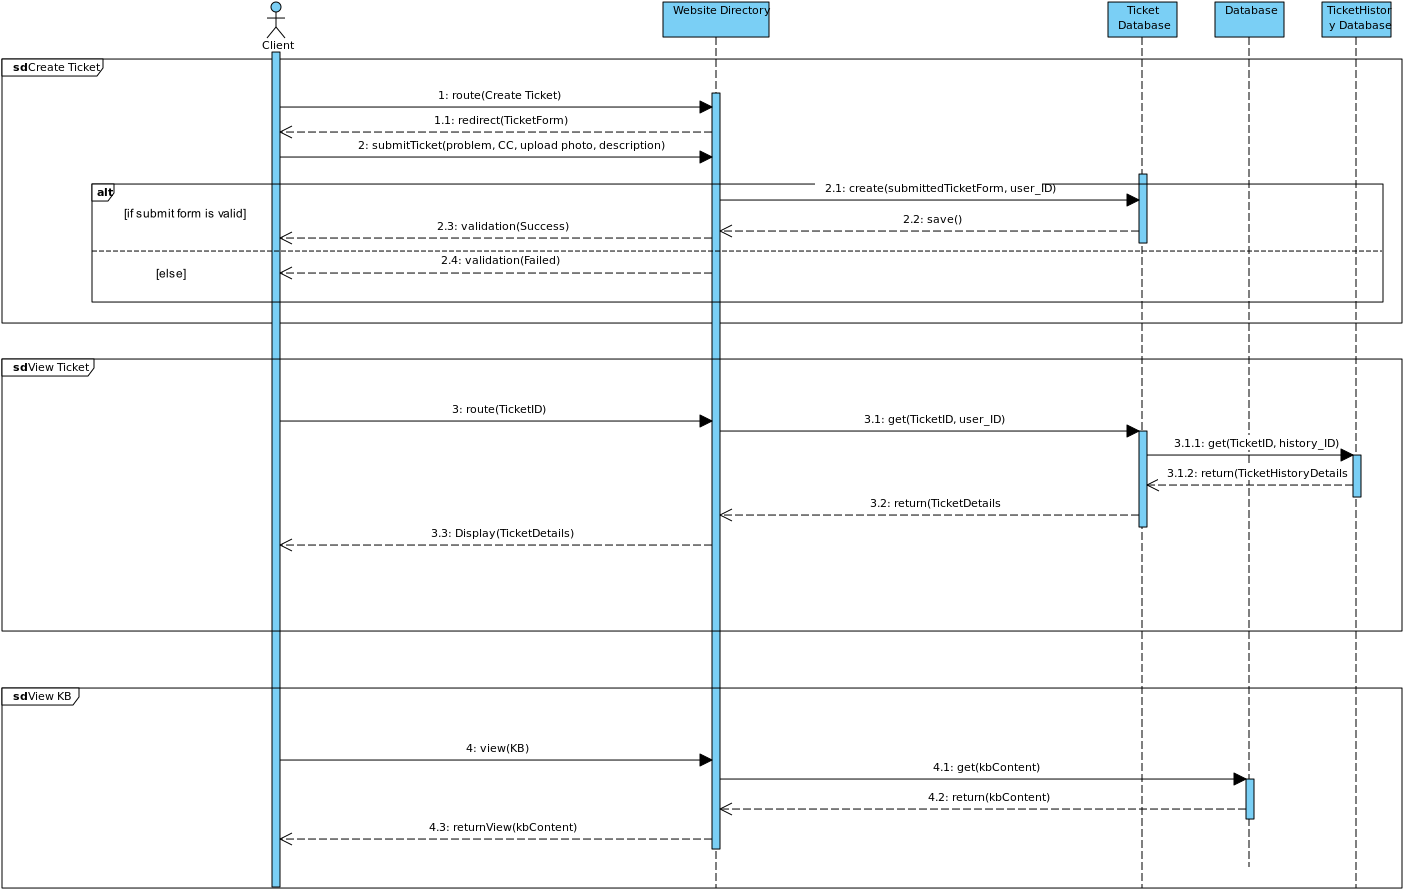 Client
Website Directory
Ticket
Database
Database
TicketHistor
y Database
sdCreate Ticket
1: route(Create Ticket)
1.1: redirect(TicketForm)
2: submitTicket(problem, CC, upload photo, description)
alt
[if submit form is valid]
2.1: create(submittedTicketForm, user_ID)
2.2: save()
2.3: validation(Success)
2.4: validation(Failed)
[else]
sdView Ticket
3: route(TicketID)
3.1: get(TicketID, user_ID)
3.1.1: get(TicketID, history_ID)
3.1.2: return(TicketHistoryDetails
3.2: return(TicketDetails
3.3: Display(TicketDetails)
sdView KB
4: view(KB)
4.1: get(kbContent)
4.2: return(kbContent)
4.3: returnView(kbContent)